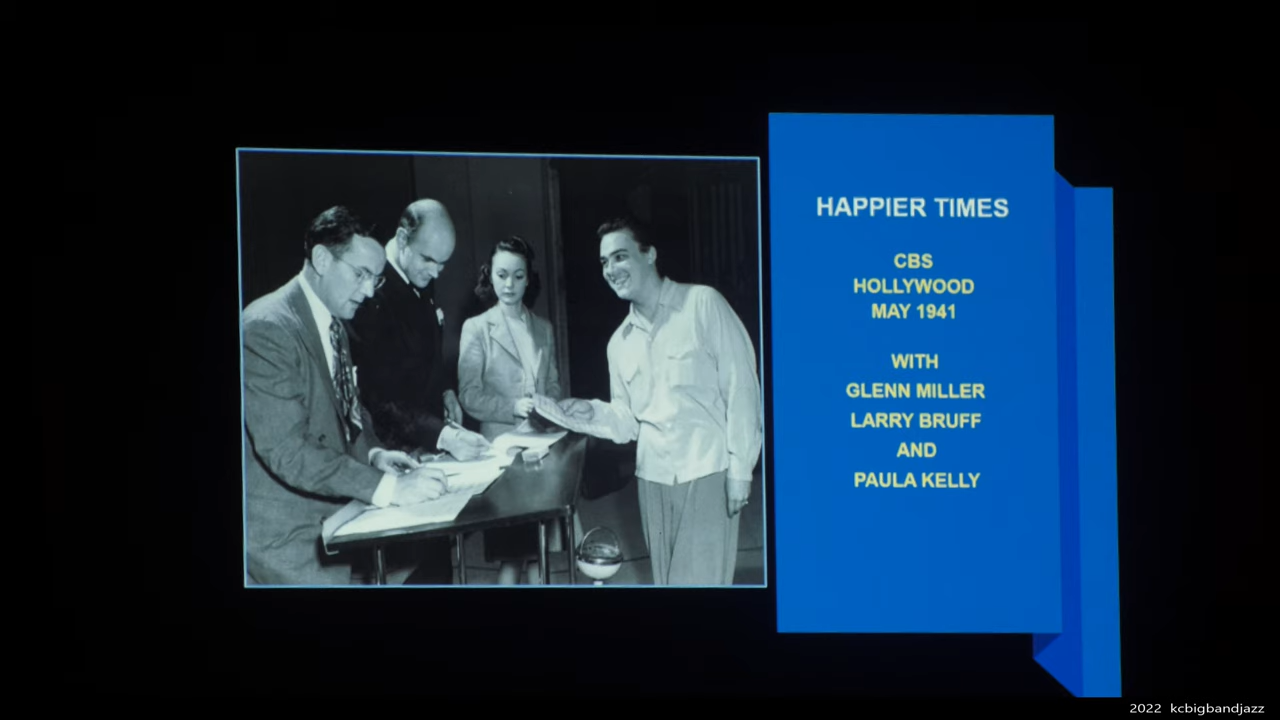 HAPPIER TIMES
CBS
HOLLYWOOD
MAY 1941
WITH
GLENN MILLER
LARRY BRUFF
AND
PAULA KELLY
2022 kcbigbandjazz